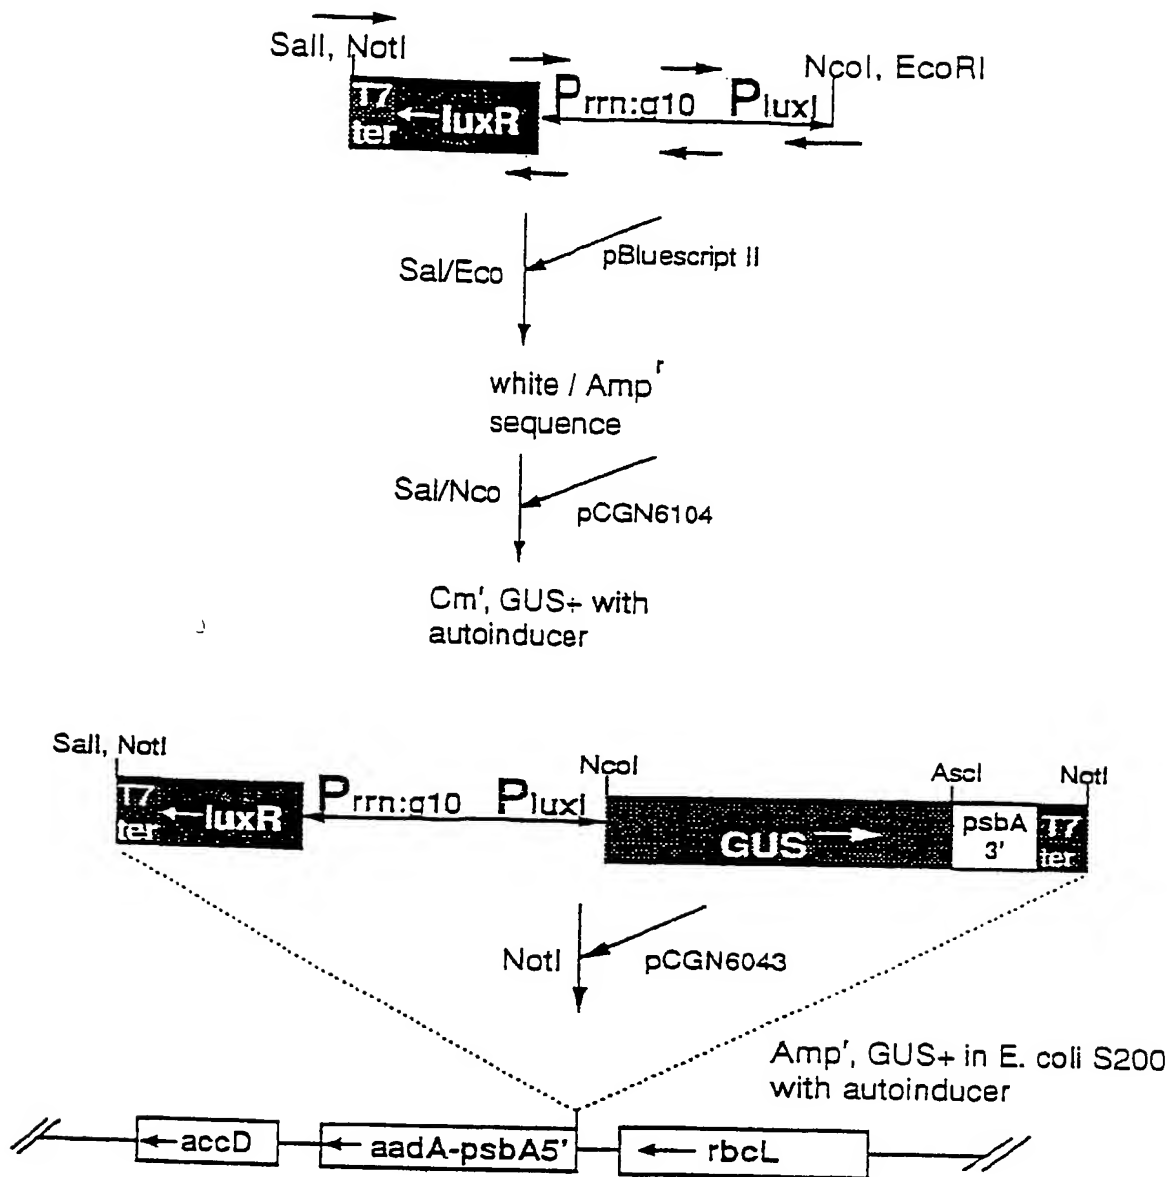 SalI, NotI
NcoI, EcoRI
T7 ter
luxR
Prrn:g10
PluxI
Sal/Eco
pBluescript II
white / Amp^r
sequence
Sal/Nco
pCGN6104
Cm', GUS+ with
autoinducer
SalI, NotI
NcoI
AscI
NotI
T7 ter
luxR
Prrn:g10
PluxI
GUS
psbA
3'
T7 ter
NotI
pCGN6043
Amp', GUS+ in E. coli S200
with autoinducer
accD
aadA-psbA5'
rbcL